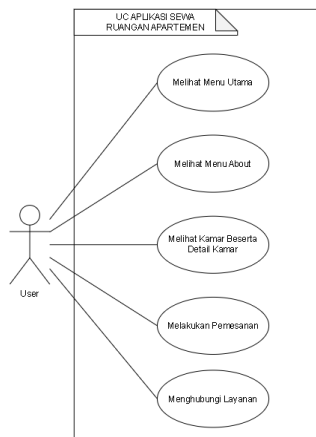 UC APLIKASI SEWA
RUANGAN APARTEMEN
Melihat Menu Utama
Melihat Menu About
Melihat Kamar Beserta
Detail Kamar
User
Melakukan Pemesanan
Menghubungi Layanan